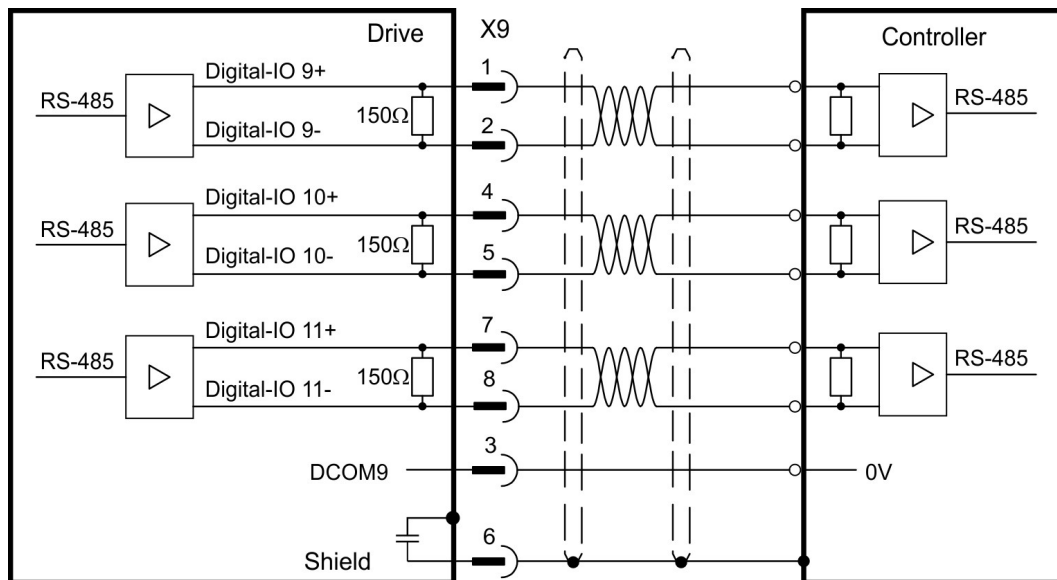 Drive
X9
Controller
Digital-IO 9+
1
RS-485
150Ω
RS-485
Digital-IO 9-
2
Digital-IO 10+
4
RS-485
150Ω
RS-485
Digital-IO 10-
5
Digital-IO 11+
7
RS-485
150Ω
RS-485
Digital-IO 11-
8
3
DCOM9
0V
6
Shield